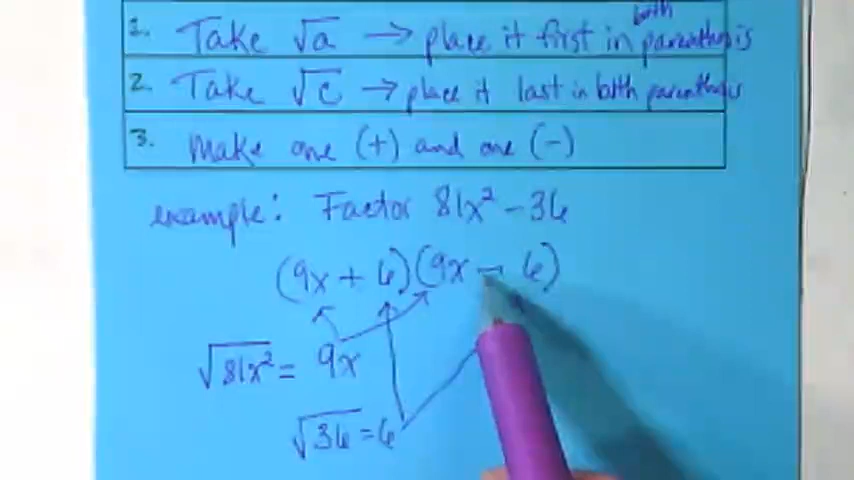 1. Take √a → place it first in both parenthesis
2. Take √c → place it last in both parenthesis
3. Make one (+) and one (-)
example: Factor 81x² - 36
(9x + 6)(9x - 6)
√81x² = 9x
√36 = 6